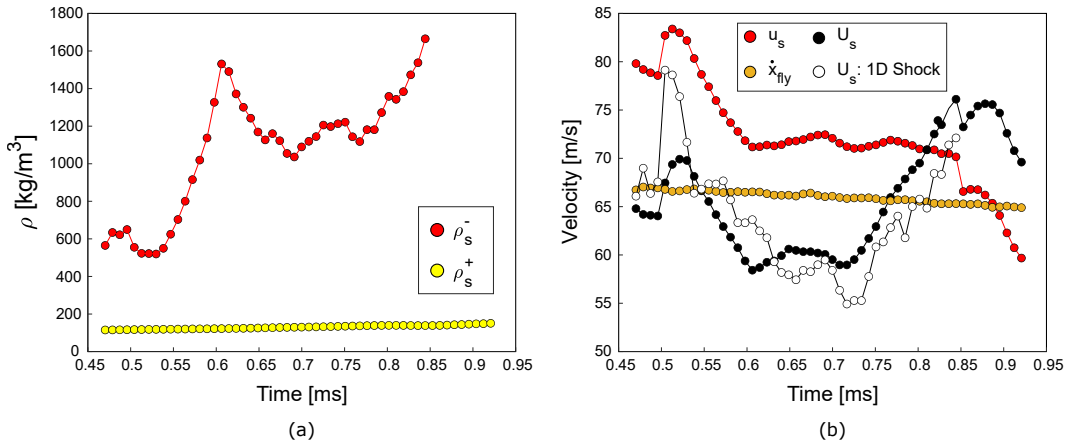 1800
1600
1400
1200
1000
800
600
400
200
0
ρ [kg/m³]
ρₛ⁻
ρₛ⁺
0.45 0.5 0.55 0.6 0.65 0.7 0.75 0.8 0.85 0.9 0.95
Time [ms]
(a)
85
80
75
70
65
60
55
50
Velocity [m/s]
uₛ Uₛ
ẋ_fly Uₛ: 1D Shock
0.45 0.5 0.55 0.6 0.65 0.7 0.75 0.8 0.85 0.9 0.95
Time [ms]
(b)